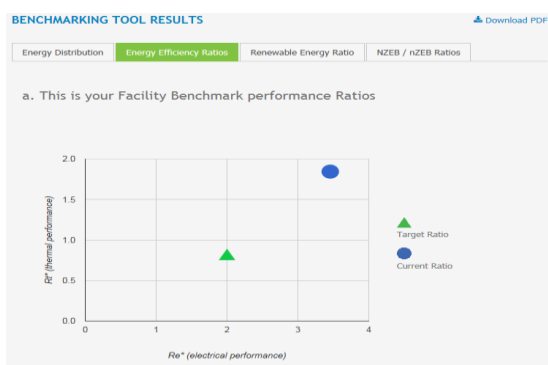 BENCHMARKING TOOL RESULTS
Download PDF
Energy Distribution
Energy Efficiency Ratios
Renewable Energy Ratio
NZEB / nZEB Ratios
a. This is your Facility Benchmark performance Ratios
2.0
1.5
1.0
0.5
0.0
Rt* (thermal performance)
0 1 2 3 4
Re* (electrical performance)
Target Ratio
Current Ratio